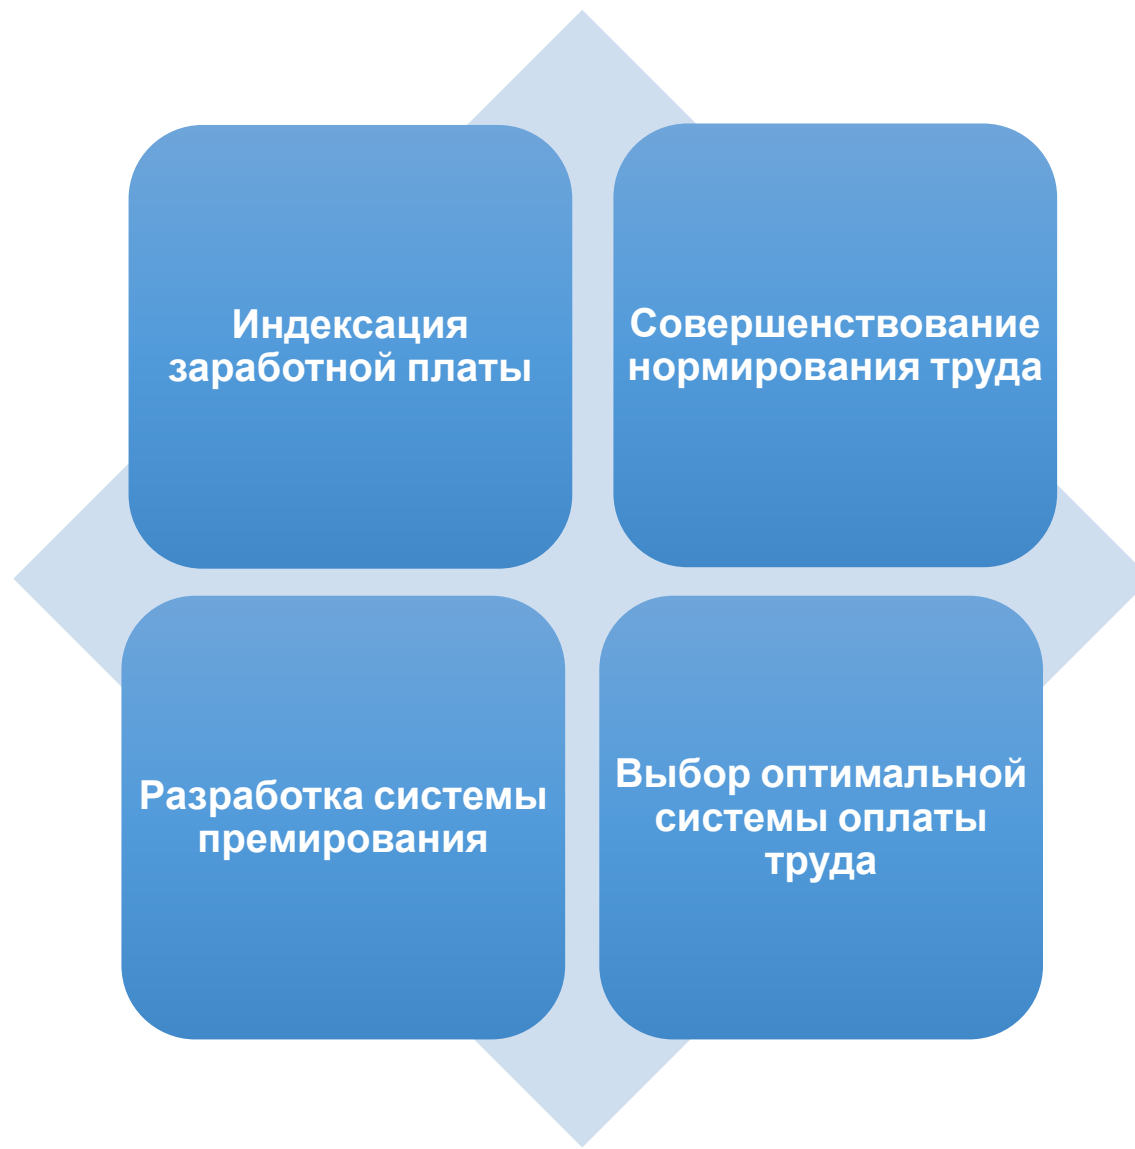 Индексация
заработной платы
Совершенствование
нормирования труда
Разработка системы
премирования
Выбор оптимальной
системы оплаты
труда